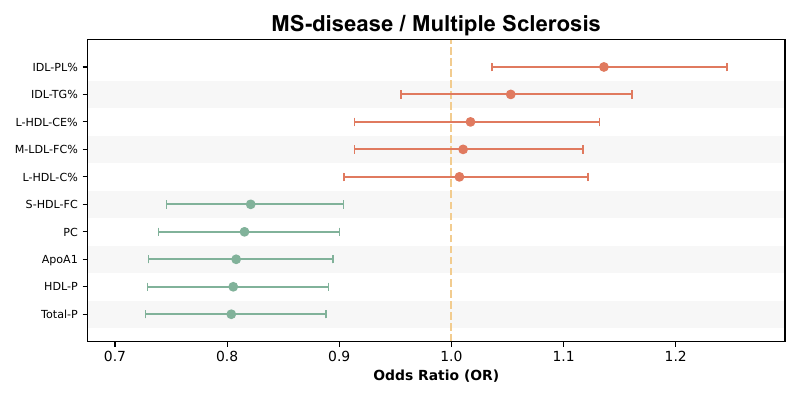 MS-disease / Multiple Sclerosis
IDL-PL%
IDL-TG%
L-HDL-CE%
M-LDL-FC%
L-HDL-C%
S-HDL-FC
PC
ApoA1
HDL-P
Total-P
0.7 0.8 0.9 1.0 1.1 1.2
Odds Ratio (OR)